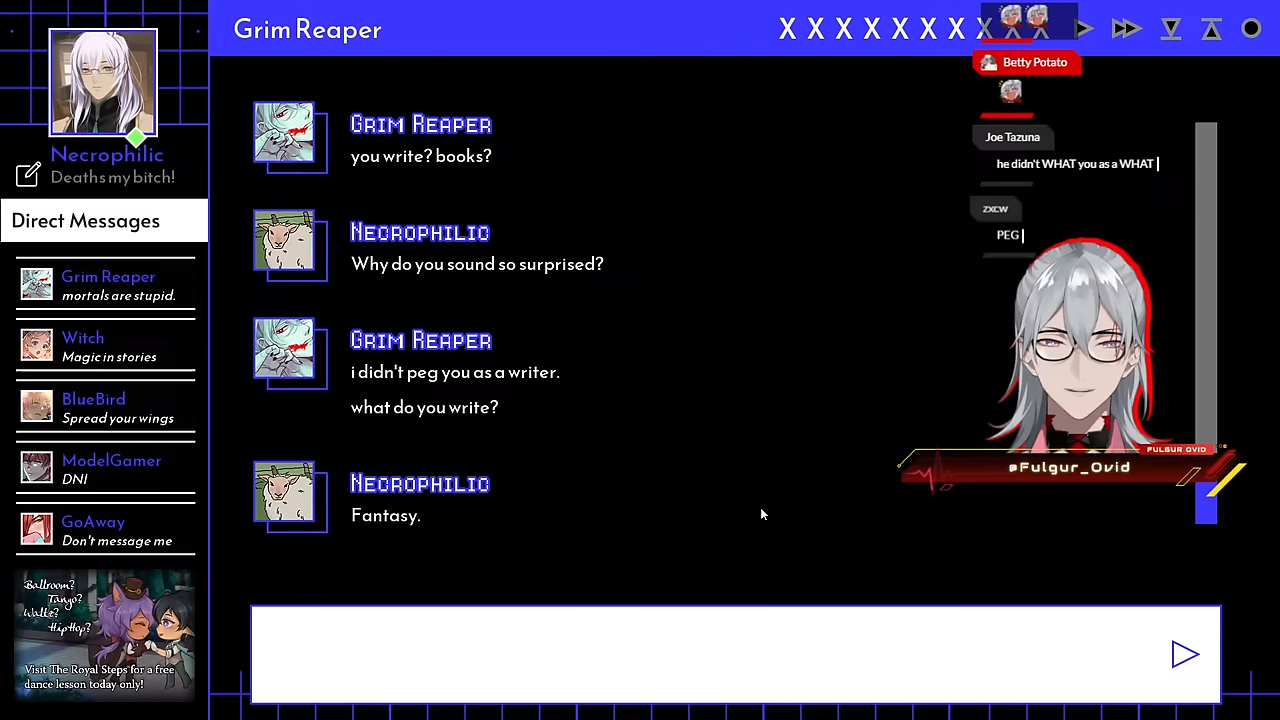 Grim Reaper
X X X X X X X X X X
Necrophilic
Deaths my bitch!
Direct Messages
Grim Reaper
mortals are stupid.
Witch
Magic in stories
BlueBird
Spread your wings
ModelGamer
DNI
GoAway
Don't message me
Ballroom?
Tango?
Waltz?
HipHop?
Visit The Royal Steps for a free
dance lesson today only!
Grim Reaper
you write? books?
Necrophilic
Why do you sound so surprised?
Grim Reaper
i didn't peg you as a writer.
what do you write?
Necrophilic
Fantasy.
Betty Potato
Joe Tazuna
he didn't WHAT you as a WHAT
zxcw
PEG
FULGUR OVID
@Fulgur_Ovid